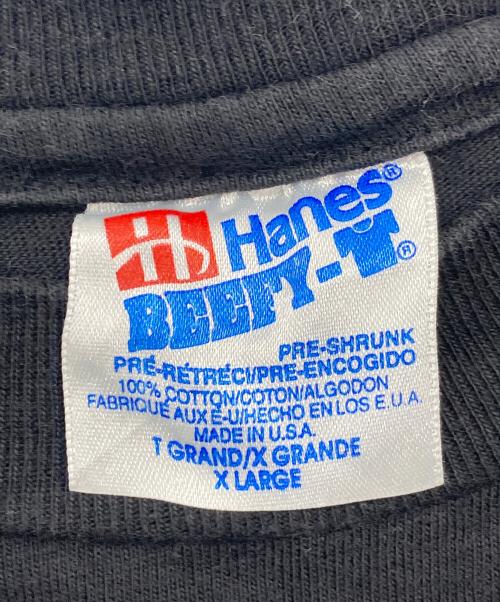 H Hanes®
BEEFY-T®
PRE-SHRUNK
PRÉ-RÉTRÉCI/PRE-ENCOGIDO
100% COTTON/COTON/ALGODON
FABRIQUÉ AUX É-U/HECHO EN LOS E.U.A.
MADE IN U.S.A.
T GRAND/X GRANDE
X LARGE